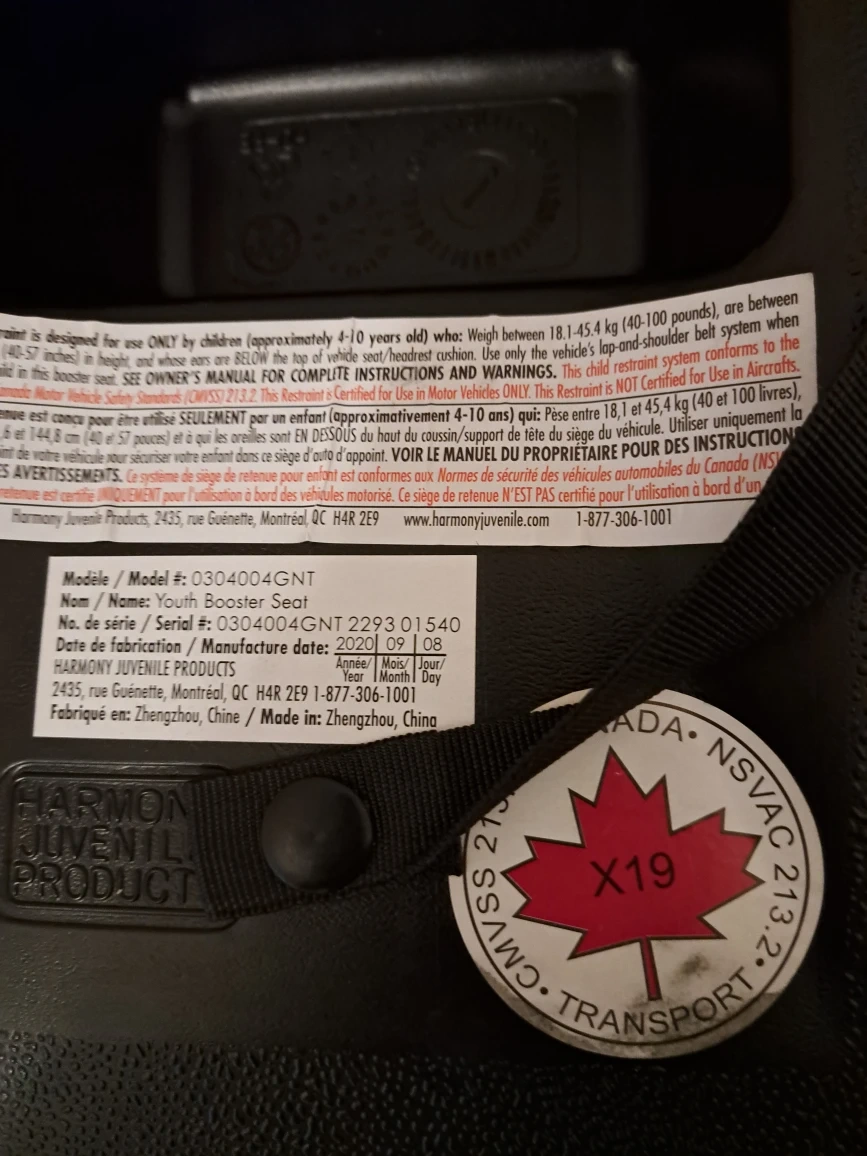 is designed for use ONLY by children (approximately 4-10 years old) who: Weigh between 18.1-45.4 kg (40-100 pounds), are between
(40-57 inches) in height, and whose ears are BELOW the top of vehicle seat/headrest cushion. Use only the vehicle's lap-and-shoulder belt system when
in this booster seat. SEE OWNER'S MANUAL FOR COMPLETE INSTRUCTIONS AND WARNINGS. This child restraint system conforms to the
Motor Vehicle Safety Standards (CMVSS) 213.2. This Restraint is Certified for Use in Motor Vehicles ONLY. This Restraint is NOT Certified for Use in Aircrafts.
est conçu pour être utilisé SEULEMENT par un enfant (approximativement 4-10 ans) qui: Pèse entre 18,1 et 45,4 kg (40 et 100 livres),
et 144,8 cm (40 et 57 pouces) et à qui les oreilles sont EN DESSOUS du haut du coussin/support de tête du siège du véhicule. Utiliser uniquement la
de votre véhicule pour sécuriser votre enfant dans ce siège d'auto d'appoint. VOIR LE MANUEL DU PROPRIÉTAIRE POUR DES INSTRUCTION
AVERTISSEMENTS. Ce système de siège de retenue pour enfant est conformes aux Normes de sécurité des véhicules automobiles du Canada
retenue est certifié UNIQUEMENT pour l'utilisation à bord des véhicules motorisé. Ce siège de retenue N'EST PAS certifié pour l'utilisation à bord d'un
Harmony Juvenile Products, 2435, rue Guénette, Montréal, QC H4R 2E9 www.harmonyjuvenile.com 1-877-306-1001
Modèle / Model #: 0304004GNT
Nom / Name: Youth Booster Seat
No. de série / Serial #: 0304004GNT 2293 01540
Date de fabrication / Manufacture date: 2020 09 08
HARMONY JUVENILE PRODUCTS Année/ Mois/ Jour/
Year Month Day
2435, rue Guénette, Montréal, QC H4R 2E9 1-877-306-1001
Fabriqué en: Zhengzhou, Chine / Made in: Zhengzhou, China
HARMON
JUVENIL
PRODUCT
ADA • NSVAC 213.2 • TRANSPORT • CMVSS 213
X19